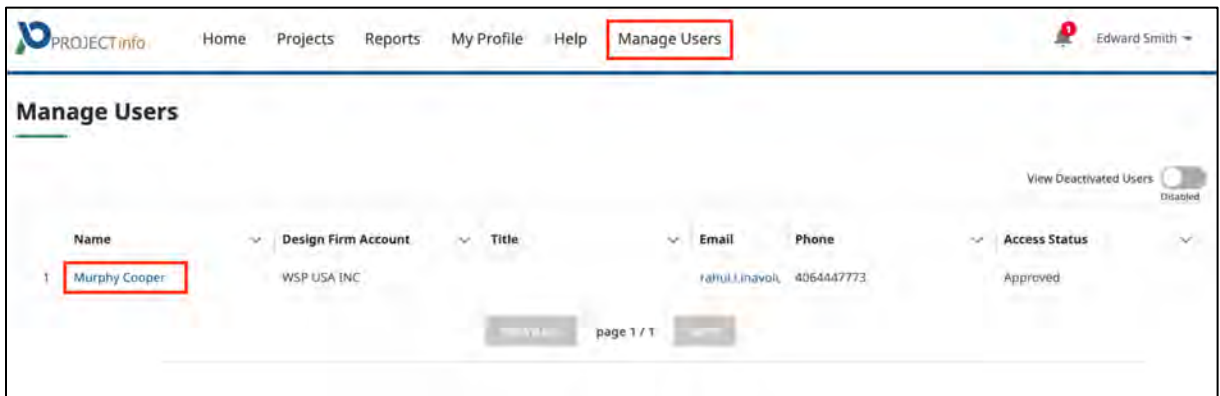 PROJECTinfo Home Projects Reports My Profile Help Manage Users 1 Edward Smith
Manage Users
View Deactivated Users
Disabled
Name Design Firm Account Title Email Phone Access Status
1 Murphy Cooper WSP USA INC 4064447773 Approved
page 1 / 1